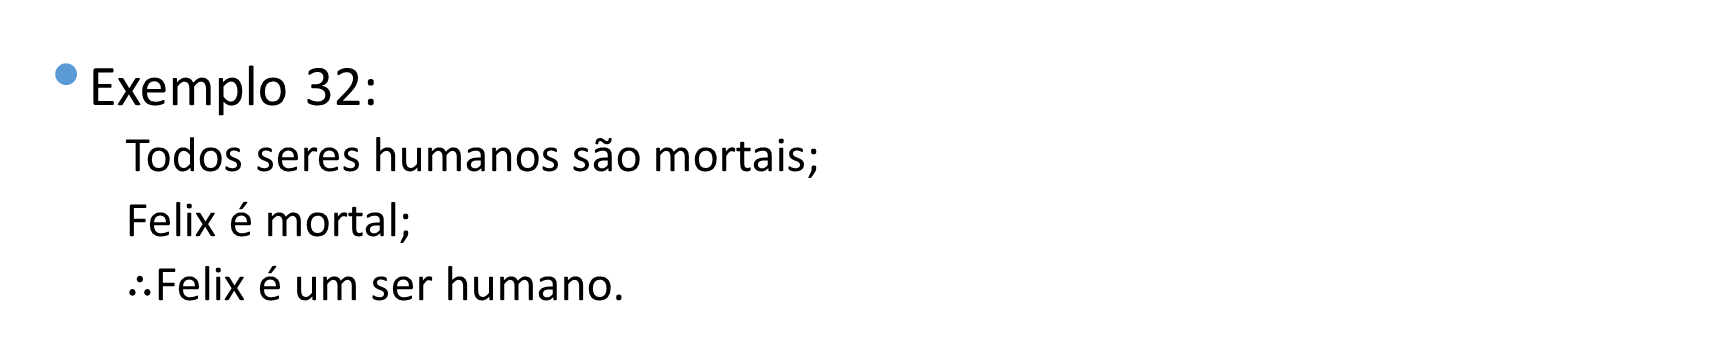 • Exemplo 32:
Todos seres humanos são mortais;
Felix é mortal;
∴Felix é um ser humano.